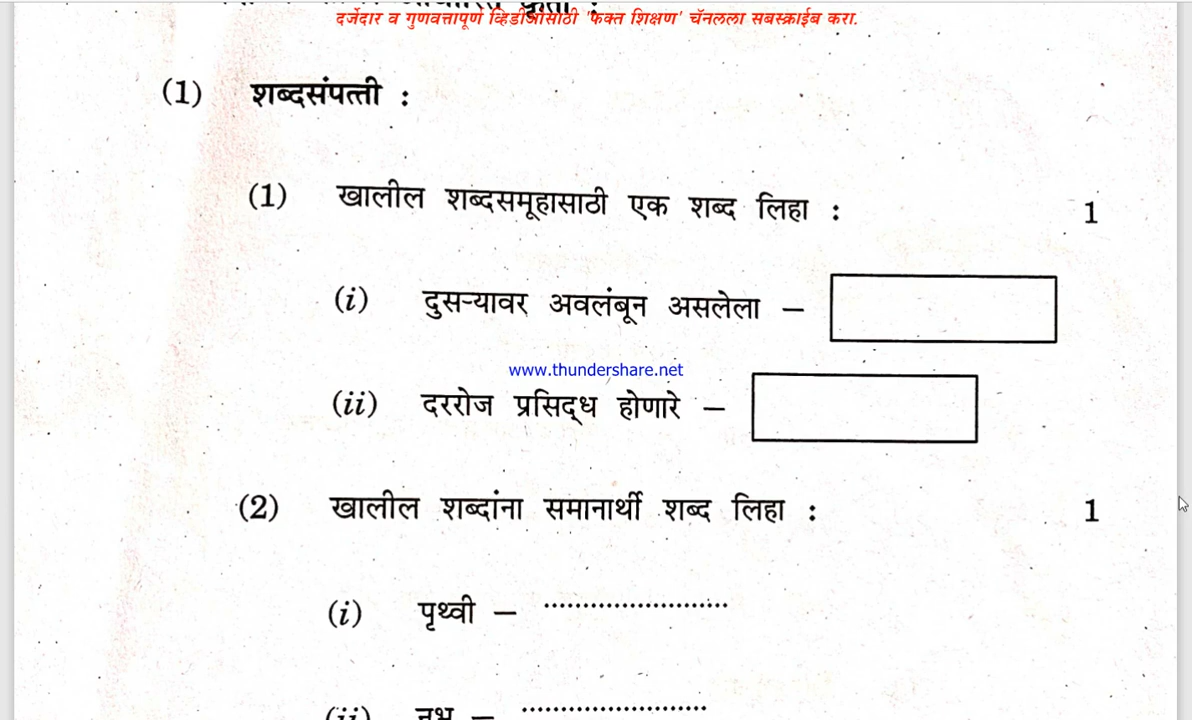 दर्जेदार व गुणवत्तापूर्ण व्हिडीओसाठी 'फक्त शिक्षण' चॅनलला सबस्क्राईब करा.
(1) शब्दसंपत्ती :
(1) खालील शब्दसमूहासाठी एक शब्द लिहा : 1
(i) दुसऱ्यावर अवलंबून असलेला –
www.thundershare.net
(ii) दररोज प्रसिद्ध होणारे –
(2) खालील शब्दांना समानार्थी शब्द लिहा : 1
(i) पृथ्वी – ........................
(ii) नभ – ........................